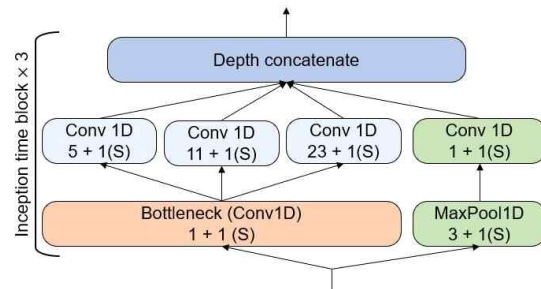 Inception time block × 3
Depth concatenate
Conv 1D
5 + 1(S)
Conv 1D
11 + 1(S)
Conv 1D
23 + 1(S)
Conv 1D
1 + 1(S)
Bottleneck (Conv1D)
1 + 1 (S)
MaxPool1D
3 + 1(S)